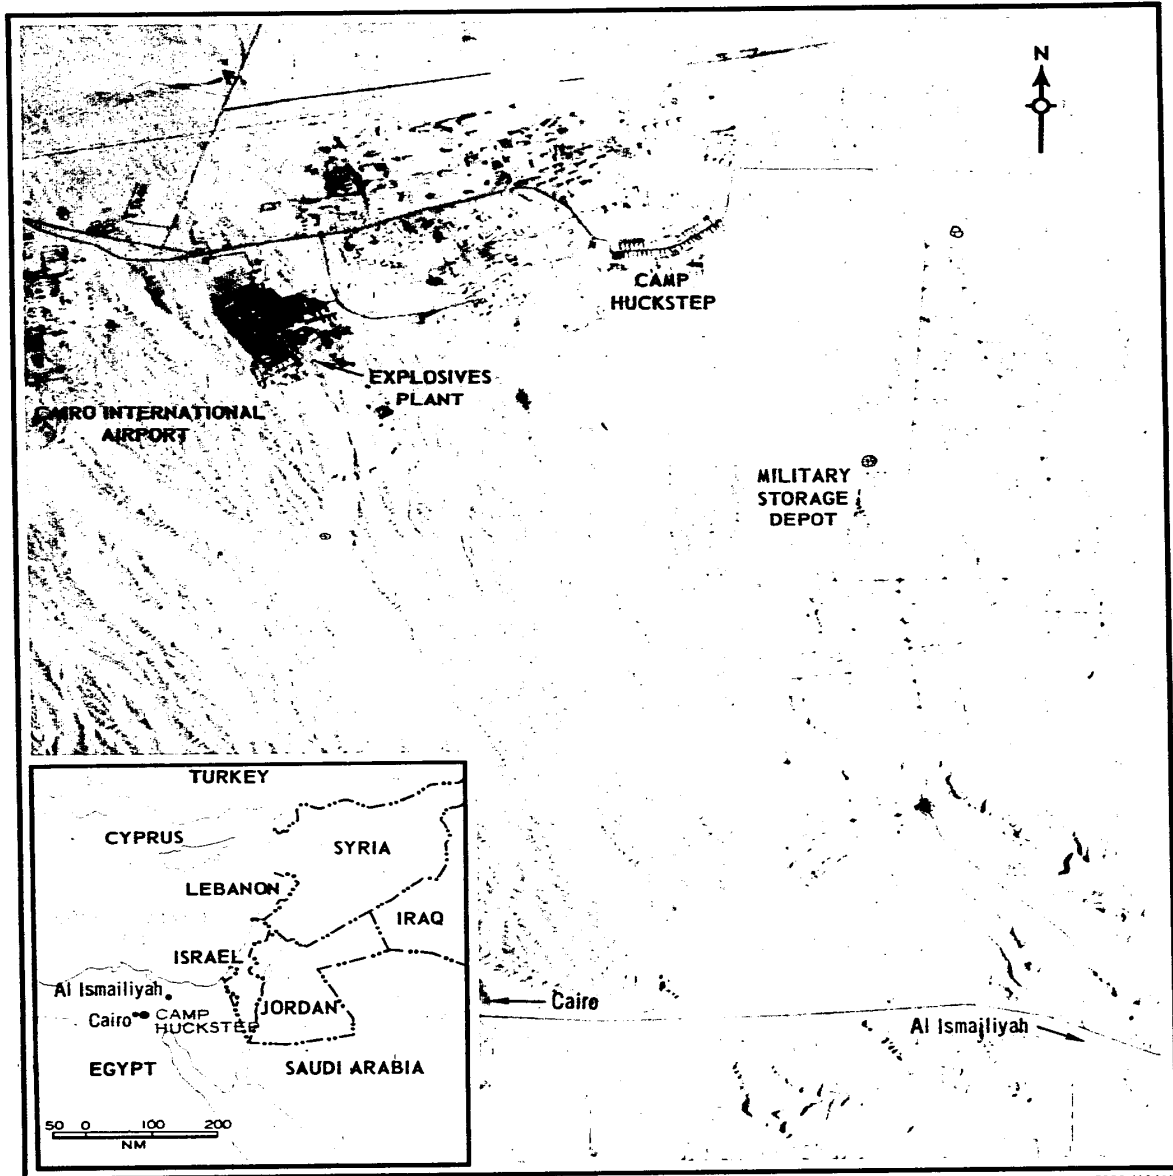 N
CAMP
HUCKSTEP
EXPLOSIVES
PLANT
CAIRO INTERNATIONAL
AIRPORT
MILITARY
STORAGE
DEPOT
TURKEY
CYPRUS
SYRIA
LEBANON
IRAQ
ISRAEL
Al Ismailiyah
JORDAN
Cairo
CAMP
HUCKSTEP
EGYPT
SAUDI ARABIA
50 0 100 200
NM
Cairo
Al Ismailiyah